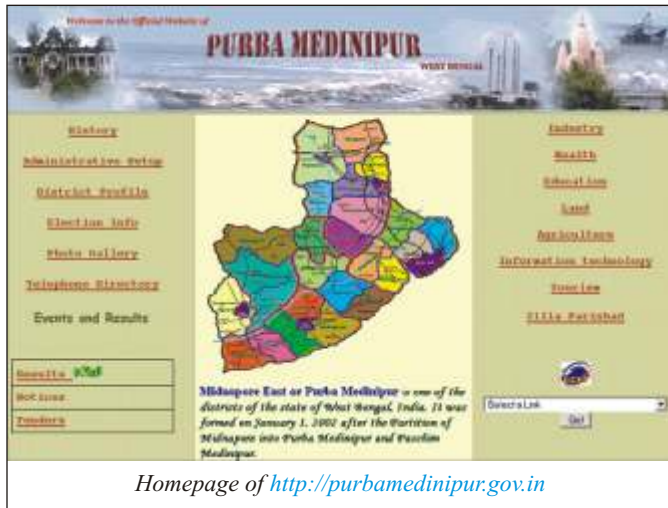 Welcome to the Official Website of
PURBA MEDINIPUR
WEST BENGAL
History
Administrative Setup
District Profile
Election Info
Photo Gallery
Telephone Directory
Events and Results
Results
Notices
Tenders
Midnapore East or Purba Medinipur is one of the
districts of the state of West Bengal, India. It was
formed on January 1, 2002 after the Partition of
Midnapore into Purba Medinipur and Paschim
Medinipur.
Industry
Health
Education
Land
Agriculture
Information technology
Tourism
Zilla Parishad
Select a Link
Go!
Homepage of http://purbamedinipur.gov.in